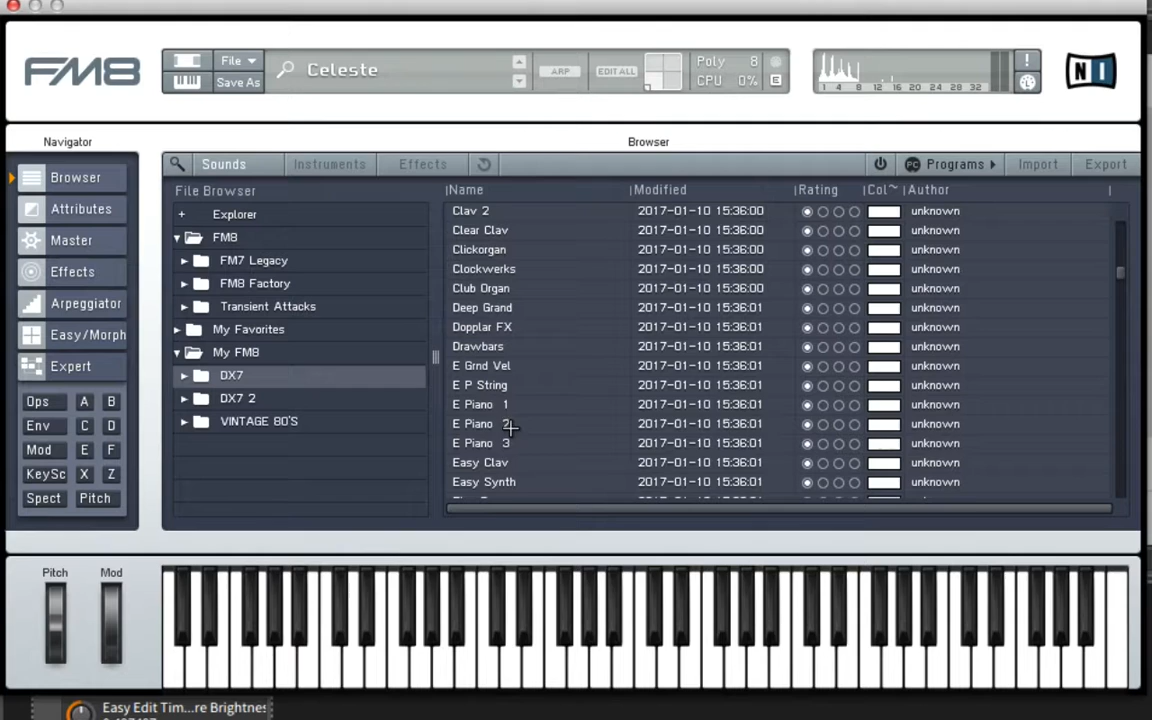 FM8
File
Save As
Celeste
ARP
EDIT ALL
Poly 8
CPU 0%
E
1 4 8 12 16 20 24 28 32
!
NI
Navigator
Browser
Browser
Attributes
Master
Effects
Arpeggiator
Easy/Morph
Expert
Ops A B
Env C D
Mod E F
KeySc X Z
Spect Pitch
Sounds Instruments Effects
PC Programs Import Export
File Browser
+ Explorer
FM8
FM7 Legacy
FM8 Factory
Transient Attacks
My Favorites
My FM8
DX7
DX7 2
VINTAGE 80'S
Name Modified Rating Col~ Author
Clav 2 2017-01-10 15:36:00 unknown
Clear Clav 2017-01-10 15:36:00 unknown
Clickorgan 2017-01-10 15:36:00 unknown
Clockwerks 2017-01-10 15:36:00 unknown
Club Organ 2017-01-10 15:36:00 unknown
Deep Grand 2017-01-10 15:36:01 unknown
Dopplar FX 2017-01-10 15:36:01 unknown
Drawbars 2017-01-10 15:36:01 unknown
E Grnd Vel 2017-01-10 15:36:01 unknown
E P String 2017-01-10 15:36:01 unknown
E Piano 1 2017-01-10 15:36:01 unknown
E Piano 2 2017-01-10 15:36:01 unknown
E Piano 3 2017-01-10 15:36:01 unknown
Easy Clav 2017-01-10 15:36:01 unknown
Easy Synth 2017-01-10 15:36:01 unknown
Pitch Mod
Easy Edit Tim...re Brightnes